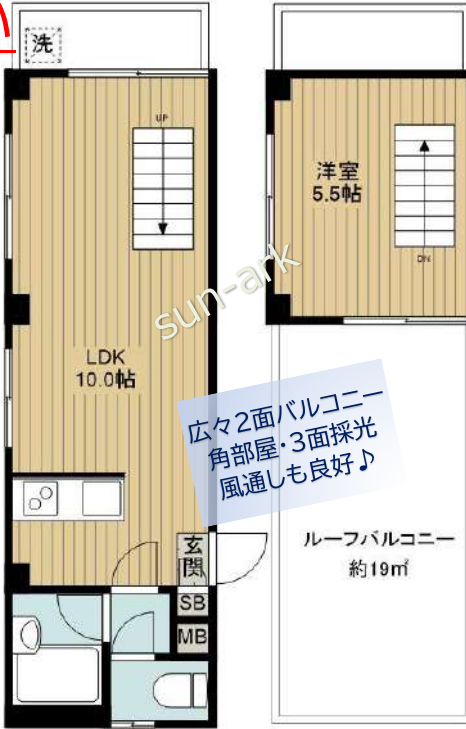 洗
UP
洋室
5.5帖
DN
sun-ark
LDK
10.0帖
広々2面バルコニー
角部屋・3面採光
風通しも良好♪
玄
関
SB
MB
ルーフバルコニー
約19㎡